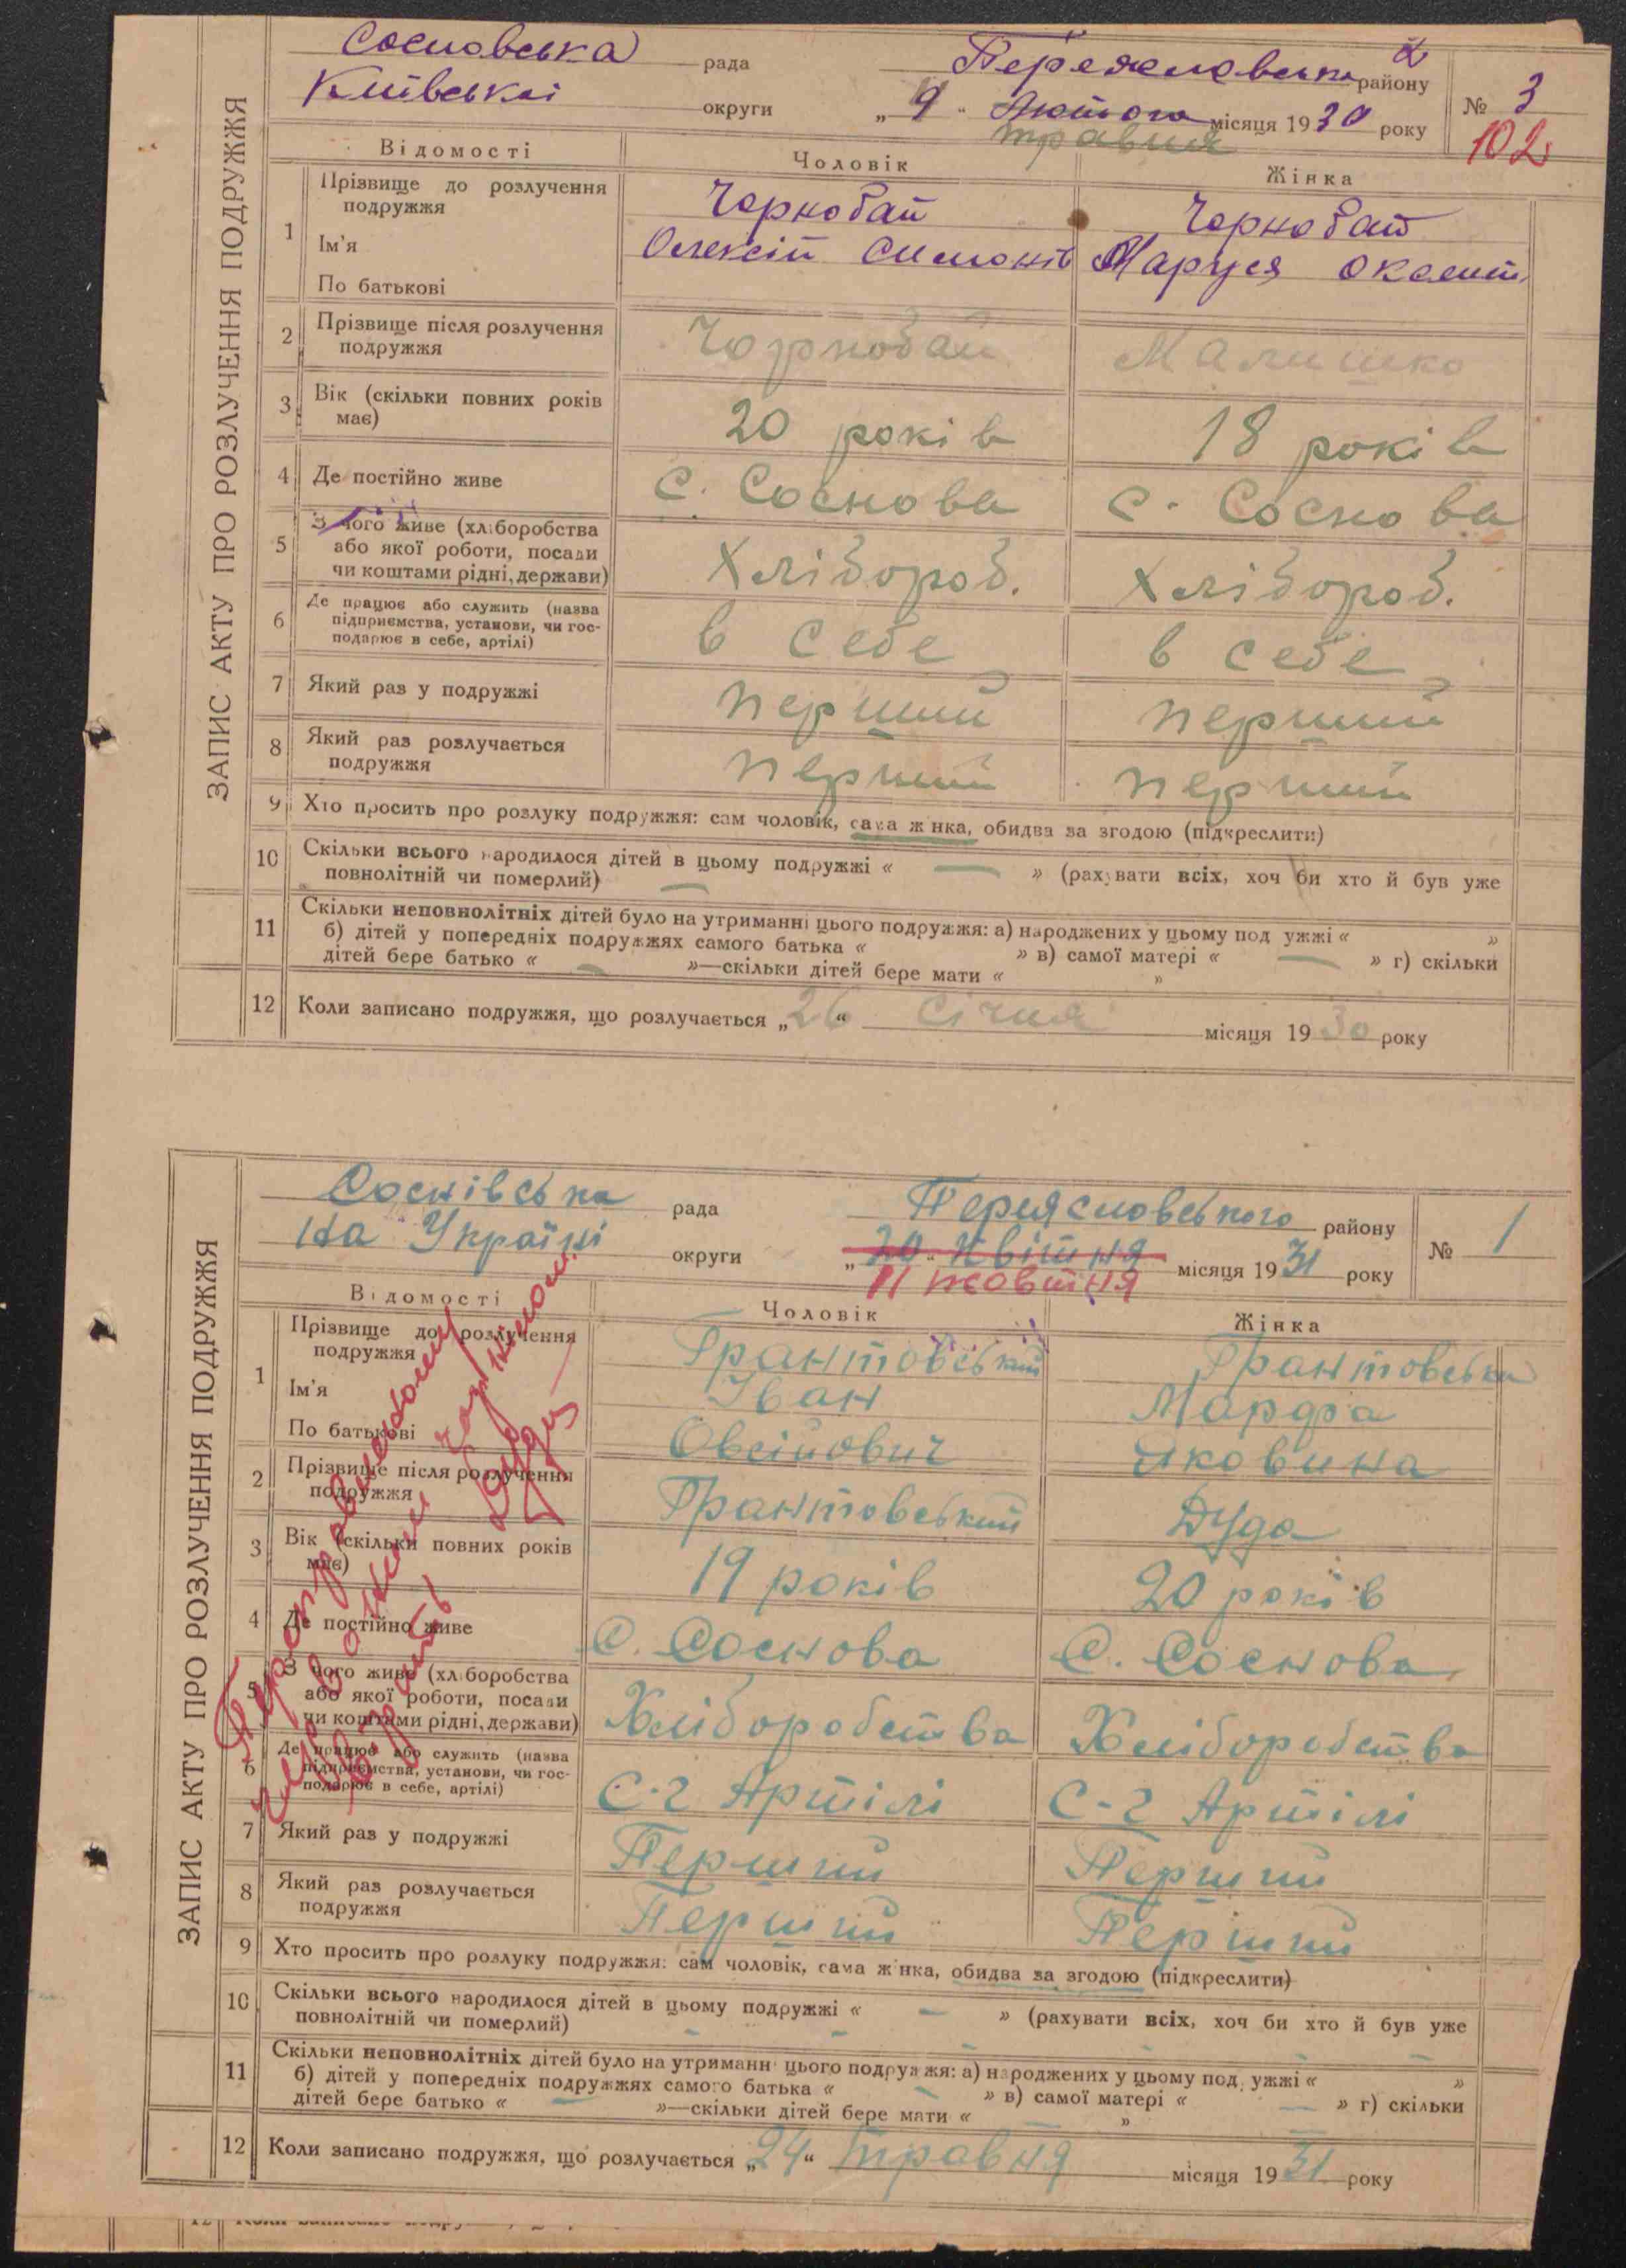 ЗАПИС АКТУ ПРО РОЗЛУЧЕННЯ ПОДРУЖЖЯ
Сосновська рада
Київської округи
Переяславськ району
„9“ Лютого місяця 1930 року
травня
№ 3
102
Відомості Чоловік Жінка
1 Прізвище до розлучення подружжя Чорнобай Чорнобай
Ім'я Олексій Симонів Маруся Оксент
По батькові
2 Прізвище після розлучення подружжя Чорнобай Малишко
3 Вік (скільки повних років має) 20 років 18 років
4 Де постійно живе с. Соснова с. Соснова
5 З чого живе (хліборобства або якої роботи, посади чи коштами рідні, держави) Хлібороб. Хлібороб.
6 Де працює або служить (назва підприємства, установи, чи господарює в себе, артілі) в себе в себе
7 Який раз у подружжі перший перший
8 Який раз розлучається подружжя перший перший
9 Хто просить про розлуку подружжя: сам чоловік, сама жінка, обидва за згодою (підкреслити)
10 Скільки всього народилося дітей в цьому подружжі « — » (рахувати всіх, хоч би хто й був уже
повнолітній чи померлий) —
11 Скільки неповнолітніх дітей було на утриманні цього подружжя: а) народжених у цьому подружжі « »
б) дітей у попередніх подружжях самого батька « » в) самої матері « — » г) скільки
дітей бере батько « — »—скільки дітей бере мати « »
12 Коли записано подружжя, що розлучається „26“ Січня місяця 1930 року
ЗАПИС АКТУ ПРО РОЗЛУЧЕННЯ ПОДРУЖЖЯ
Соснівська рада
На Україні округи
Переясловського району
„20“ Квітня місяця 1931 року
11 жовтня
№ 1
Відомості Чоловік Жінка
1 Прізвище до розлучення подружжя Грантовський Грантовська
Ім'я Іван Марфа
По батькові Овсійович Яковина
2 Прізвище після розлучення подружжя Грантовський Дуда
3 Вік (скільки повних років має) 19 років 20 років
4 Де постійно живе С. Соснова С. Соснова
5 З чого живе (хліборобства або якої роботи, посади чи коштами рідні, держави) Хліборобства Хліборобства
6 Де працює або служить (назва підприємства, установи, чи господарює в себе, артілі) С-г Артілі С-г Артілі
7 Який раз у подружжі Перший Перший
8 Який раз розлучається подружжя Перший Перший
9 Хто просить про розлуку подружжя: сам чоловік, сама жінка, обидва за згодою (підкреслити)
10 Скільки всього народилося дітей в цьому подружжі « — » (рахувати всіх, хоч би хто й був уже
повнолітній чи померлий)
11 Скільки неповнолітніх дітей було на утриманні цього подружжя: а) народжених у цьому подружжі « — »
б) дітей у попередніх подружжях самого батька « — » в) самої матері « — » г) скільки
дітей бере батько « — »—скільки дітей бере мати « — »
12 Коли записано подружжя, що розлучається „24“ травня місяця 1931 року